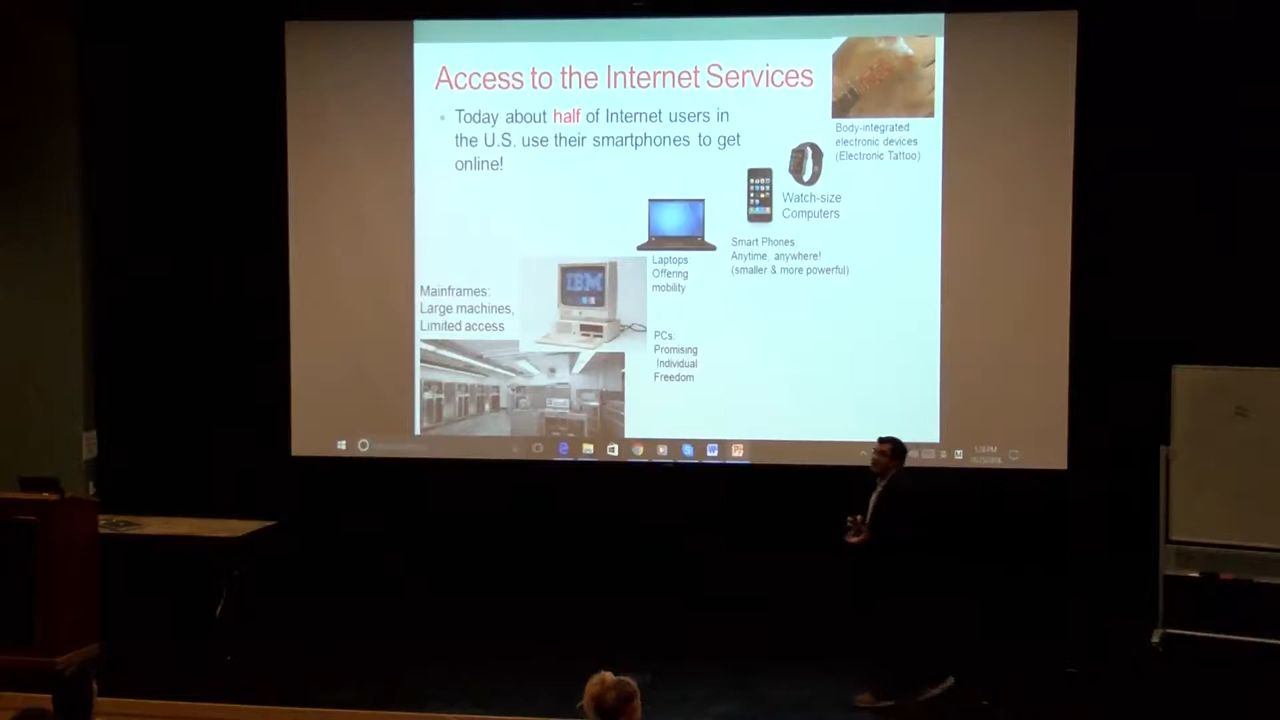 Access to the Internet Services
• Today about half of Internet users in
the U.S. use their smartphones to get
online!
Body-integrated
electronic devices
(Electronic Tattoo)
Watch-size
Computers
Smart Phones
Anytime, anywhere!
(smaller & more powerful)
Laptops:
Offering
mobility
IBM
PCs:
Promising
Individual
Freedom
Mainframes:
Large machines,
Limited access